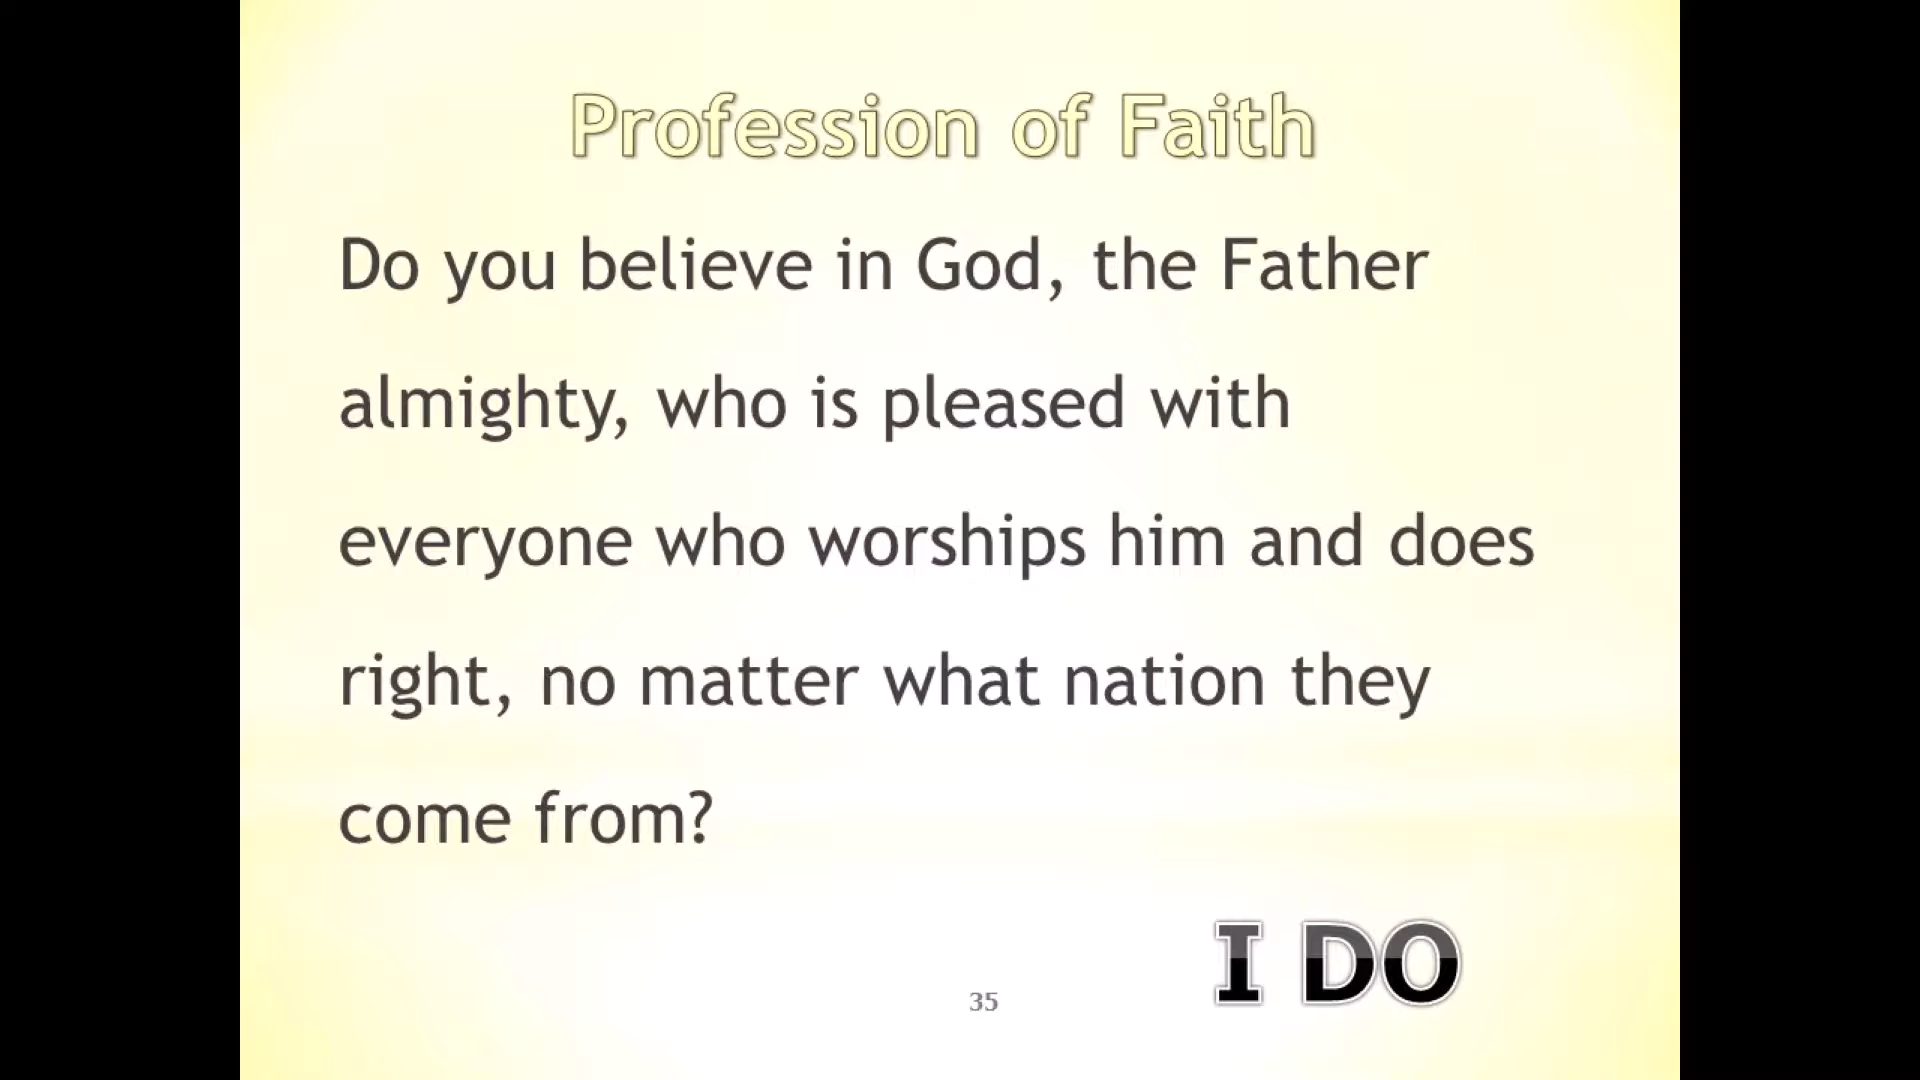 Profession of Faith
Do you believe in God, the Father
almighty, who is pleased with
everyone who worships him and does
right, no matter what nation they
come from?
I DO
35